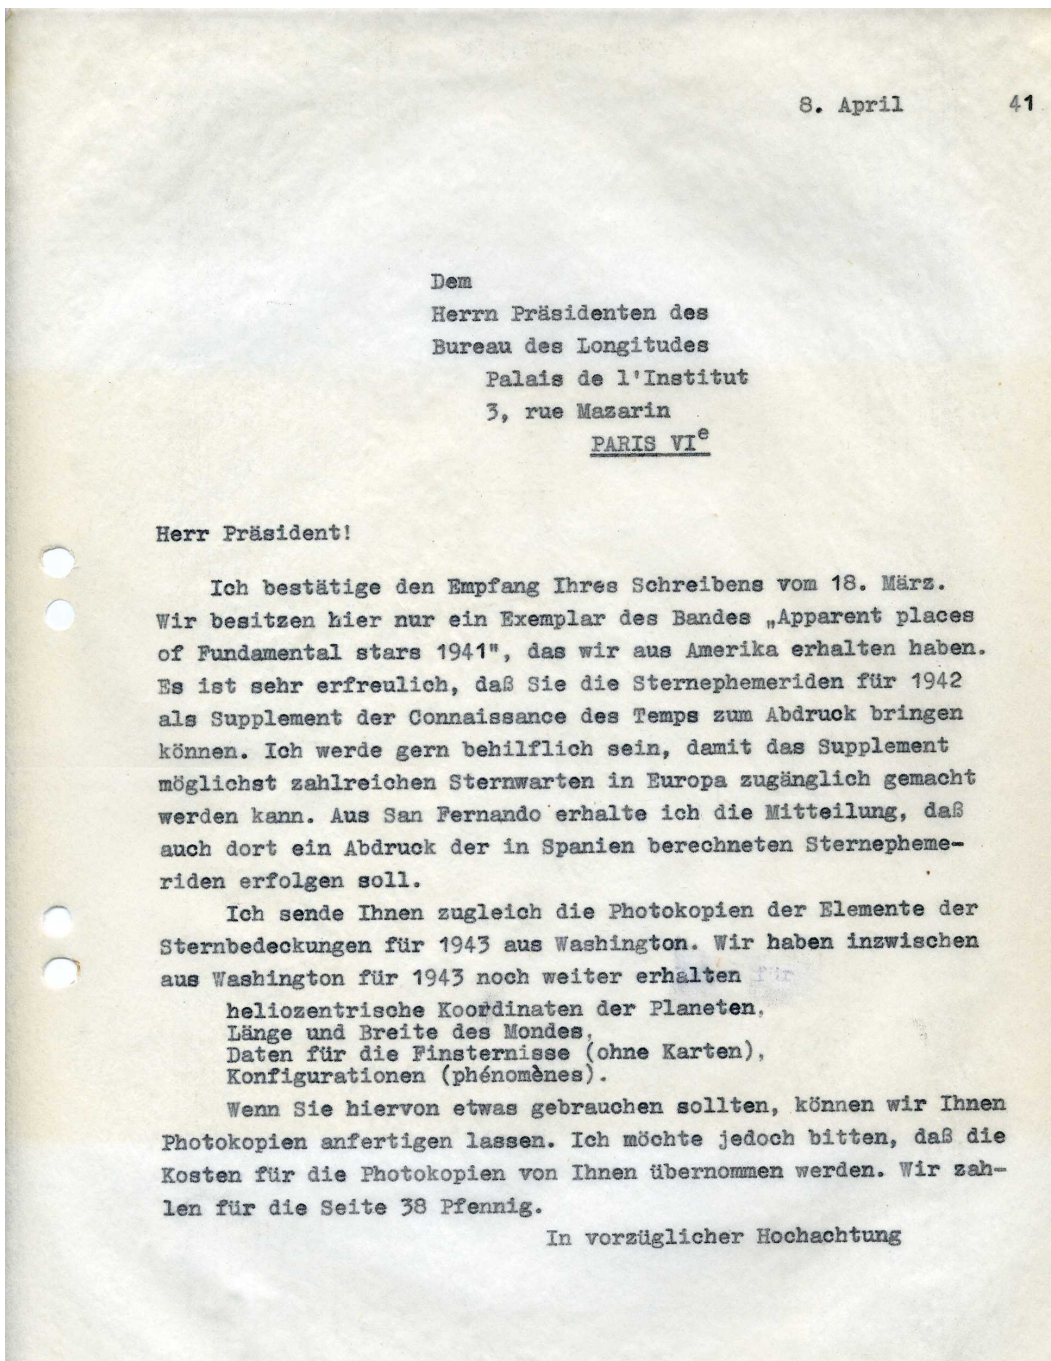 8. April 41
Dem
Herrn Präsidenten des
Bureau des Longitudes
Palais de l'Institut
3, rue Mazarin
PARIS VIe
Herr Präsident!
Ich bestätige den Empfang Ihres Schreibens vom 18. März.
Wir besitzen hier nur ein Exemplar des Bandes „Apparent places
of Fundamental stars 1941", das wir aus Amerika erhalten haben.
Es ist sehr erfreulich, daß Sie die Sternephemeriden für 1942
als Supplement der Connaissance des Temps zum Abdruck bringen
können. Ich werde gern behilflich sein, damit das Supplement
möglichst zahlreichen Sternwarten in Europa zugänglich gemacht
werden kann. Aus San Fernando erhalte ich die Mitteilung, daß
auch dort ein Abdruck der in Spanien berechneten Sternepheme-
riden erfolgen soll.
Ich sende Ihnen zugleich die Photokopien der Elemente der
Sternbedeckungen für 1943 aus Washington. Wir haben inzwischen
aus Washington für 1943 noch weiter erhalten für
heliozentrische Koordinaten der Planeten,
Länge und Breite des Mondes,
Daten für die Finsternisse (ohne Karten),
Konfigurationen (phénomènes).
Wenn Sie hiervon etwas gebrauchen sollten, können wir Ihnen
Photokopien anfertigen lassen. Ich möchte jedoch bitten, daß die
Kosten für die Photokopien von Ihnen übernommen werden. Wir zah-
len für die Seite 38 Pfennig.
In vorzüglicher Hochachtung